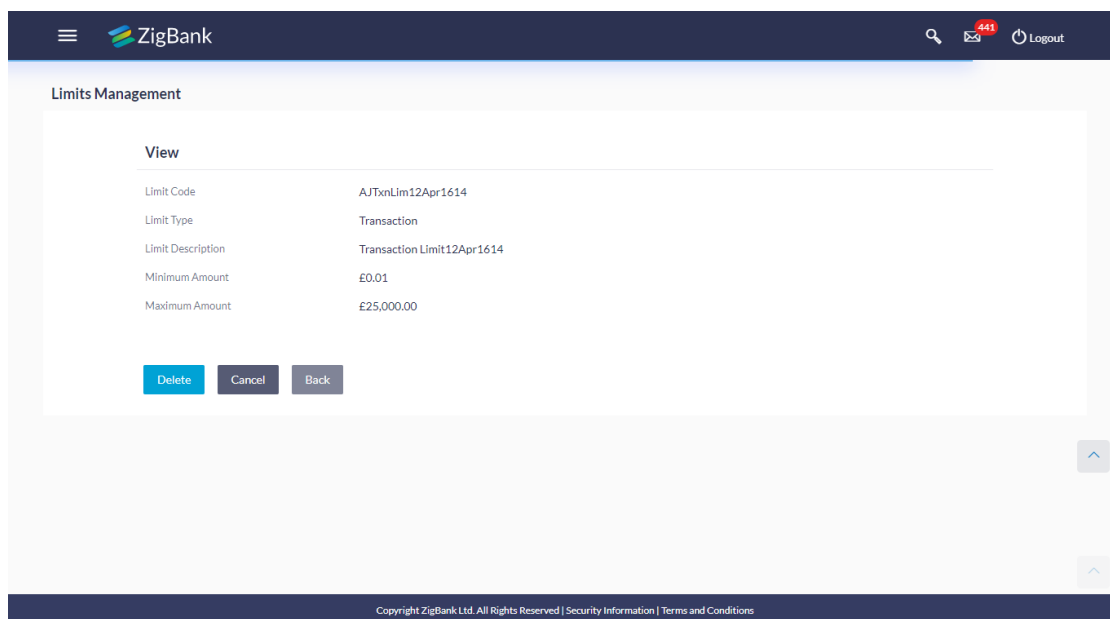 ZigBank
441
Logout
Limits Management
View
Limit Code AJTxnLim12Apr1614
Limit Type Transaction
Limit Description Transaction Limit12Apr1614
Minimum Amount £0.01
Maximum Amount £25,000.00
Delete Cancel Back
Copyright ZigBank Ltd. All Rights Reserved | Security Information | Terms and Conditions